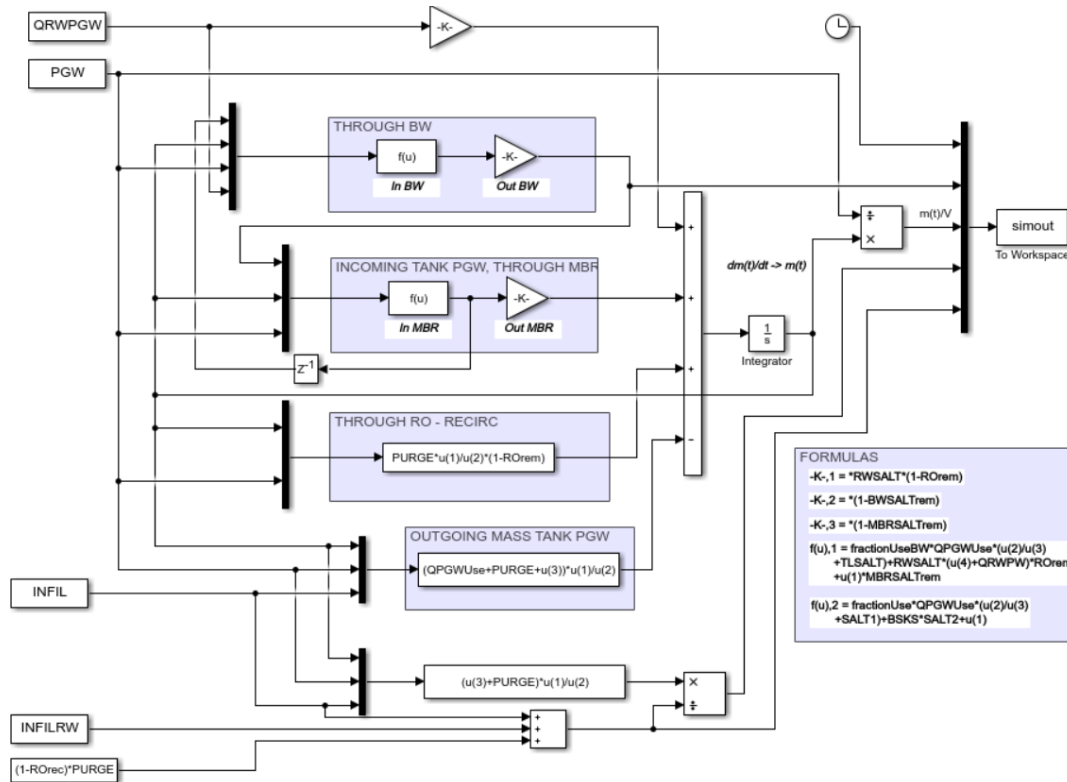 QRWPGW
-K-
PGW
THROUGH BW
f(u)
-K-
In BW
Out BW
INCOMING TANK PGW, THROUGH MBR
f(u)
-K-
In MBR
Out MBR
Z-1
+
+
+
−
dm(t)/dt -> m(t)
1
s
Integrator
÷
×
m(t)/V
simout
To Workspace
THROUGH RO - RECIRC
PURGE*u(1)/u(2)*(1-ROrem)
OUTGOING MASS TANK PGW
(QPGWUse+PURGE+u(3))*u(1)/u(2)
FORMULAS
-K-,1 = *RWSALT*(1-ROrem)
-K-,2 = *(1-BWSALTrem)
-K-,3 = *(1-MBRSALTrem)
f(u),1 = fractionUseBW*QPGWUse*(u(2)/u(3)
+TLSALT)+RWSALT*(u(4)+QRWPW)*ROrem
+u(1)*MBRSALTrem
f(u),2 = fractionUse*QPGWUse*(u(2)/u(3)
+SALT1)+BSKS*SALT2+u(1)
INFIL
(u(3)+PURGE)*u(1)/u(2)
×
÷
INFILRW
+
+
+
(1-ROrec)*PURGE